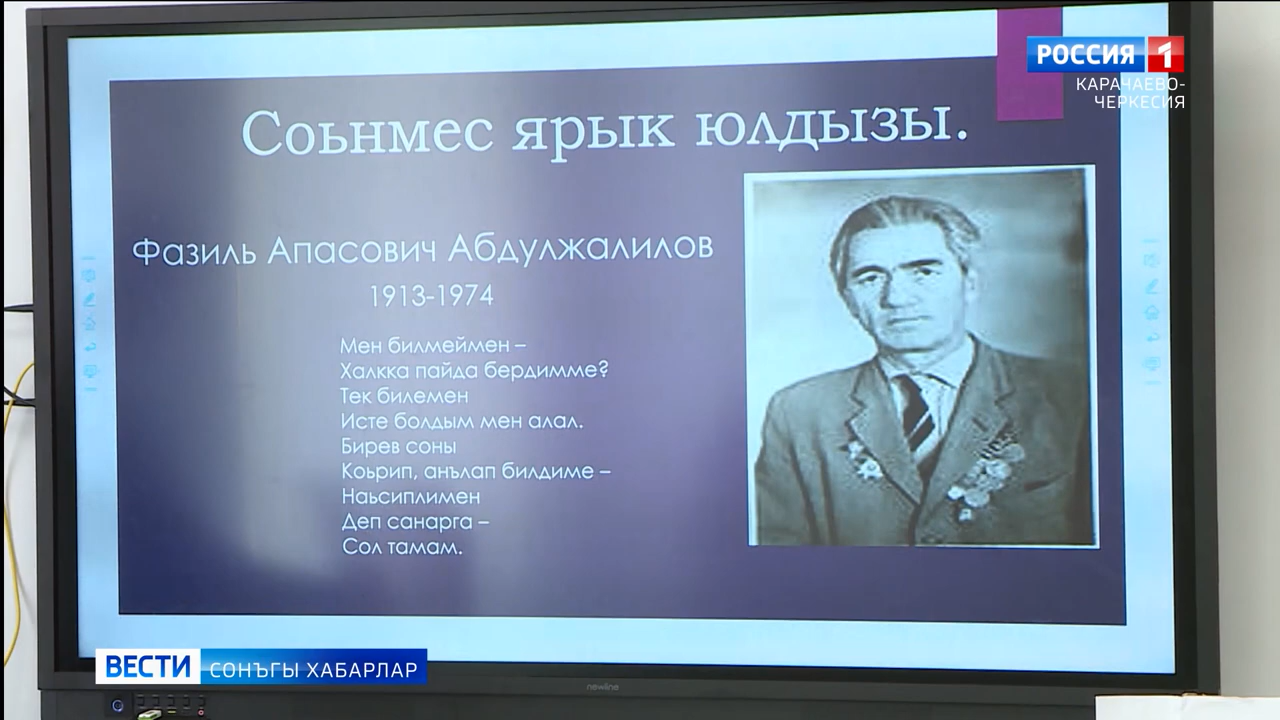 РОССИЯ 1
КАРАЧАЕВО-
ЧЕРКЕСИЯ
Соьнмес ярык юлдызы.
Фазиль Апасович Абдулжалилов
1913-1974
Мен билмеймен –
Халкка пайда бердимме?
Тек билемен
Исте болдым мен алал.
Бирев соны
Коьрип, анълап билдиме –
Наьсиплимен
Деп санарга –
Сол тамам.
ВЕСТИ СОНЪГЫ ХАБАРЛАР
newline